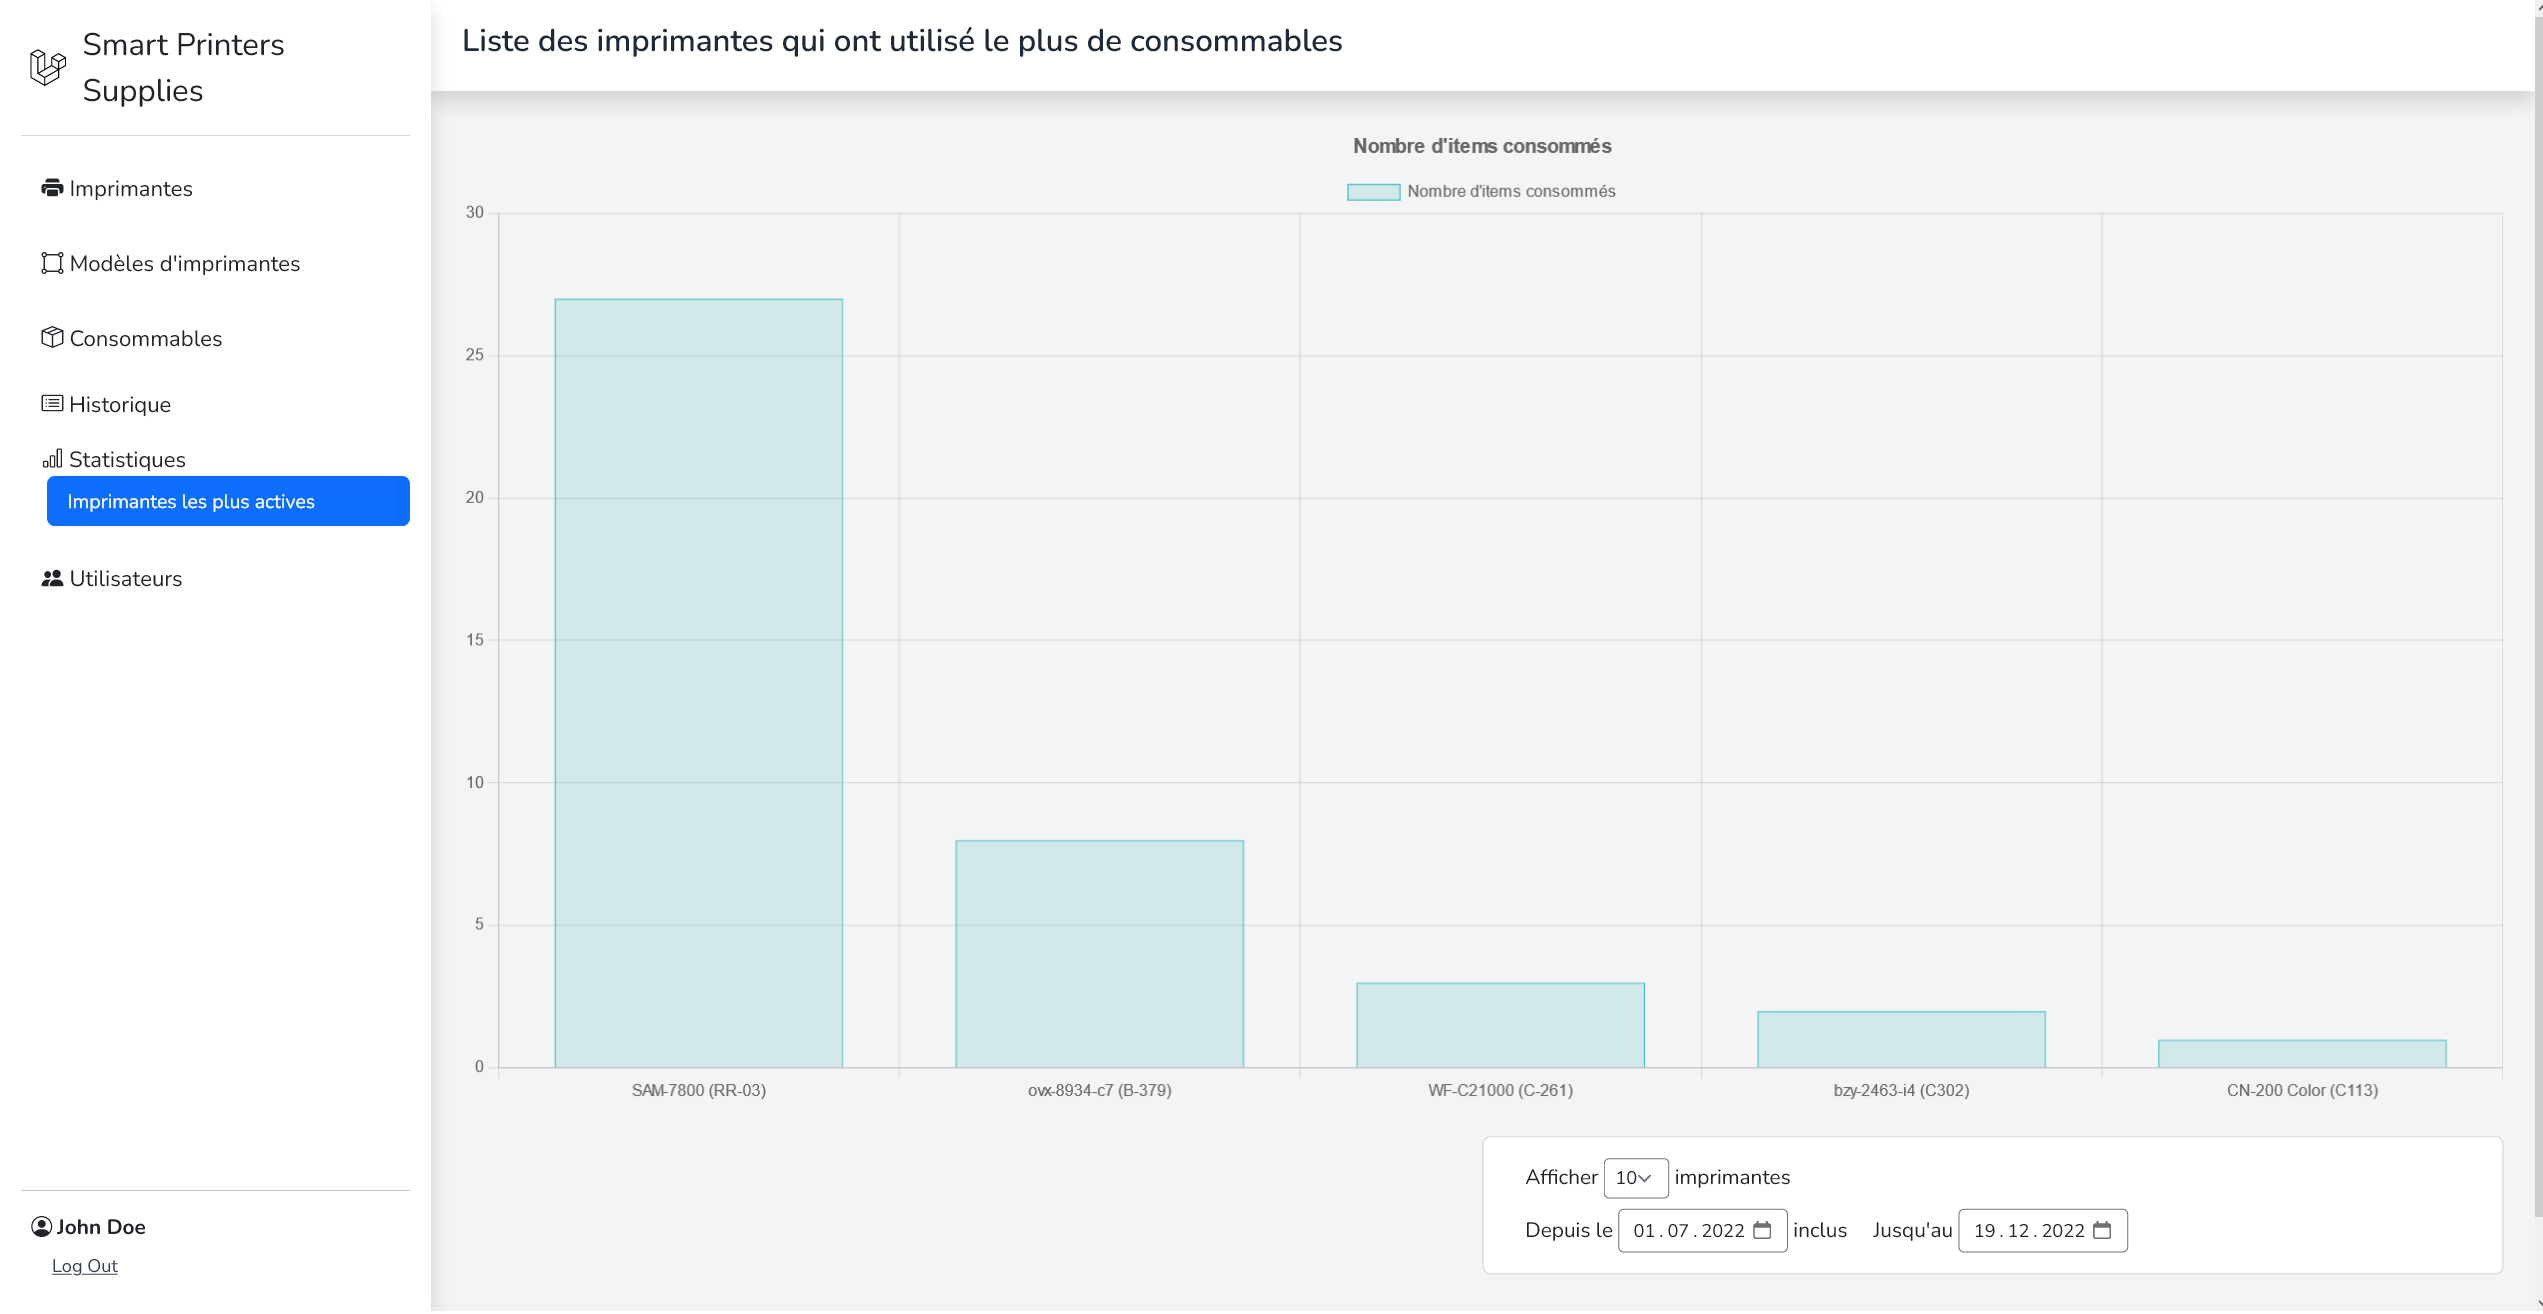 Smart Printers
Supplies
Imprimantes
Modèles d'imprimantes
Consommables
Historique
Statistiques
Imprimantes les plus actives
Utilisateurs
John Doe
Log Out
Liste des imprimantes qui ont utilisé le plus de consommables
Nombre d'items consommés
Nombre d'items consommés
30
25
20
15
10
5
0
SAM-7800 (RR-03) ovx-8934-c7 (B-379) WF-C21000 (C-261) bzy-2463-i4 (C302) CN-200 Color (C113)
Afficher 10 imprimantes
Depuis le 01.07.2022 inclus Jusqu'au 19.12.2022